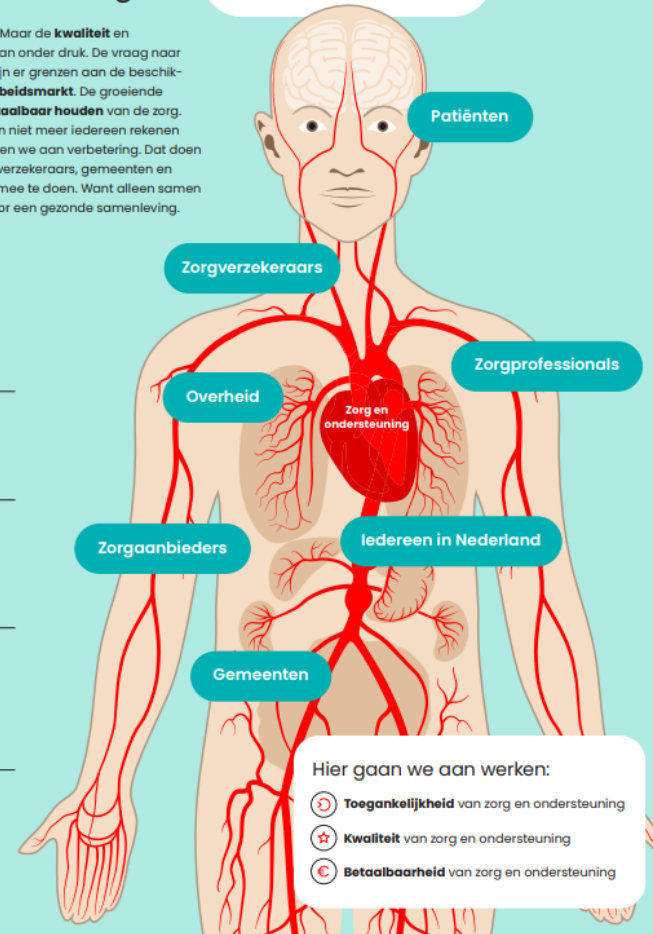 Maar de kwaliteit en
an onder druk. De vraag naar
jn er grenzen aan de beschik-
beidsmarkt. De groeiende
aalbaar houden van de zorg.
n niet meer iedereen rekenen
en we aan verbetering. Dat doen
verzekeraars, gemeenten en
mee te doen. Want alleen samen
or een gezonde samenleving.
Patiënten
Zorgverzekeraars
Zorgprofessionals
Overheid
Zorg en
ondersteuning
Iedereen in Nederland
Zorgaanbieders
Gemeenten
Hier gaan we aan werken:
Toegankelijkheid van zorg en ondersteuning
Kwaliteit van zorg en ondersteuning
€ Betaalbaarheid van zorg en ondersteuning